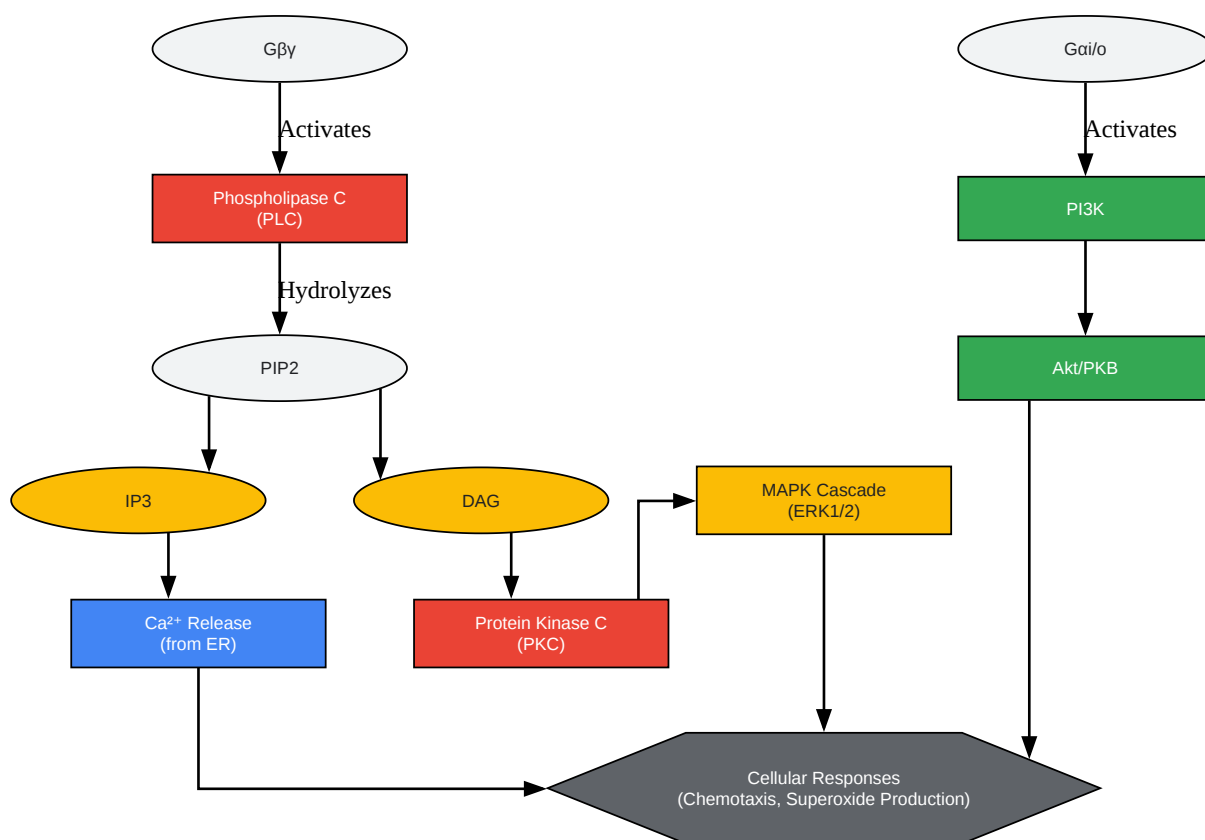 Gβγ
Gαi/o
Activates
Activates
Phospholipase C
(PLC)
PI3K
Hydrolyzes
PIP2
Akt/PKB
IP3
DAG
MAPK Cascade
(ERK1/2)
Ca²⁺ Release
(from ER)
Protein Kinase C
(PKC)
Cellular Responses
(Chemotaxis, Superoxide Production)